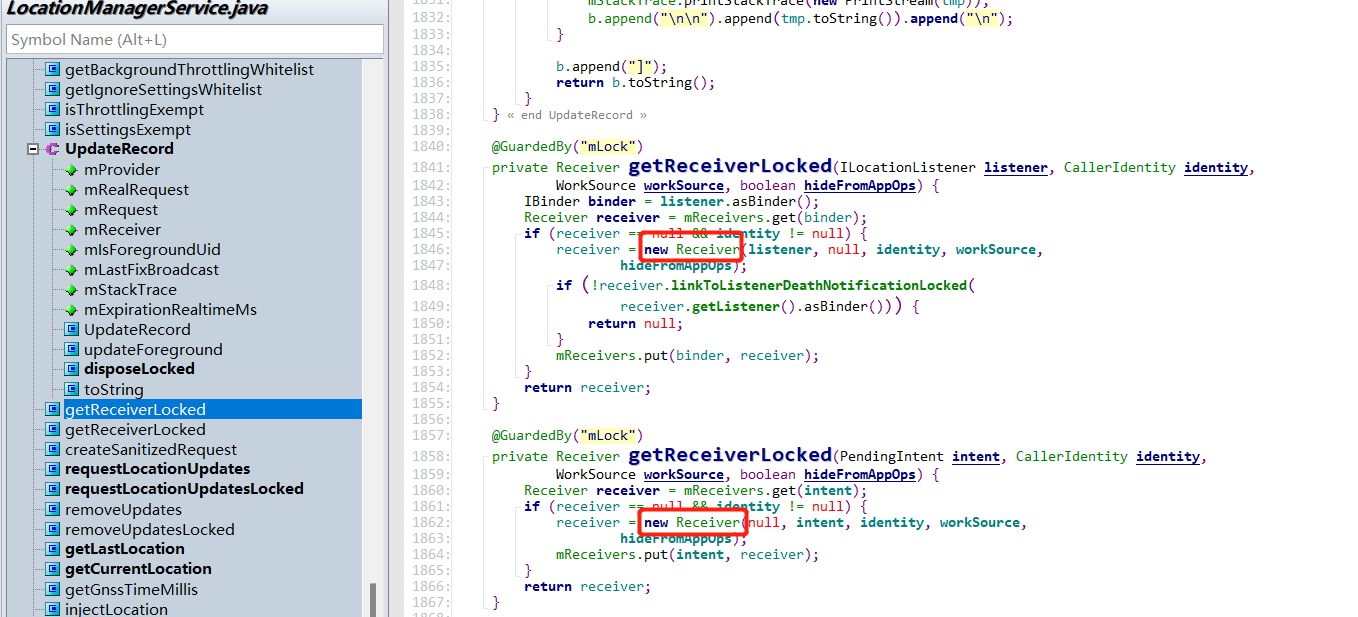 LocationManagerService.java
Symbol Name (Alt+L)
getBackgroundThrottlingWhitelist
getIgnoreSettingsWhitelist
isThrottlingExempt
isSettingsExempt
UpdateRecord
mProvider
mRealRequest
mRequest
mReceiver
mIsForegroundUid
mLastFixBroadcast
mStackTrace
mExpirationRealtimeMs
UpdateRecord
updateForeground
disposeLocked
toString
getReceiverLocked
getReceiverLocked
createSanitizedRequest
requestLocationUpdates
requestLocationUpdatesLocked
removeUpdates
removeUpdatesLocked
getLastLocation
getCurrentLocation
getGnssTimeMillis
injectLocation
1831: mStackTrace.printStackTrace(new PrintStream(tmp));
1832: b.append("\n\n").append(tmp.toString()).append("\n");
1833: }
1834:
1835: b.append("]");
1836: return b.toString();
1837: }
1838: } « end UpdateRecord »
1839:
1840: @GuardedBy("mLock")
1841: private Receiver getReceiverLocked(ILocationListener listener, CallerIdentity identity,
1842: WorkSource workSource, boolean hideFromAppOps) {
1843: IBinder binder = listener.asBinder();
1844: Receiver receiver = mReceivers.get(binder);
1845: if (receiver == null && identity != null) {
1846: receiver = new Receiver(listener, null, identity, workSource,
1847: hideFromAppOps);
1848: if (!receiver.linkToListenerDeathNotificationLocked(
1849: receiver.getListener().asBinder())) {
1850: return null;
1851: }
1852: mReceivers.put(binder, receiver);
1853: }
1854: return receiver;
1855: }
1856:
1857: @GuardedBy("mLock")
1858: private Receiver getReceiverLocked(PendingIntent intent, CallerIdentity identity,
1859: WorkSource workSource, boolean hideFromAppOps) {
1860: Receiver receiver = mReceivers.get(intent);
1861: if (receiver == null && identity != null) {
1862: receiver = new Receiver(null, intent, identity, workSource,
1863: hideFromAppOps);
1864: mReceivers.put(intent, receiver);
1865: }
1866: return receiver;
1867: }
1868: